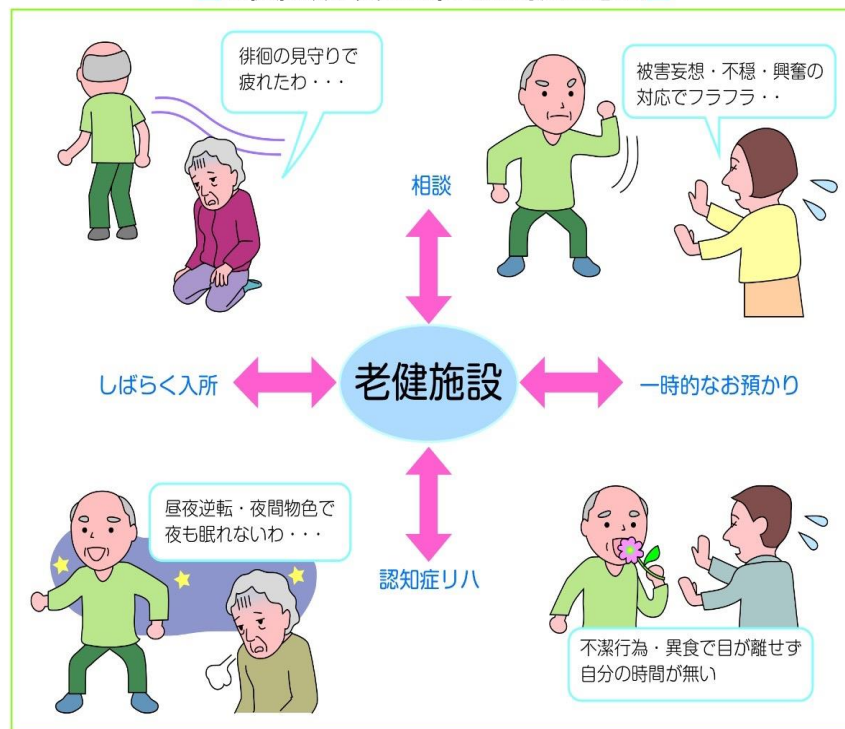 徘徊の見守りで
疲れたわ・・・
被害妄想・不穏・興奮の
対応でフラフラ・・
相談
しばらく入所
老健施設
一時的なお預かり
昼夜逆転・夜間物色で
夜も眠れないわ・・・
認知症リハ
不潔行為・異食で目が離せず
自分の時間が無い